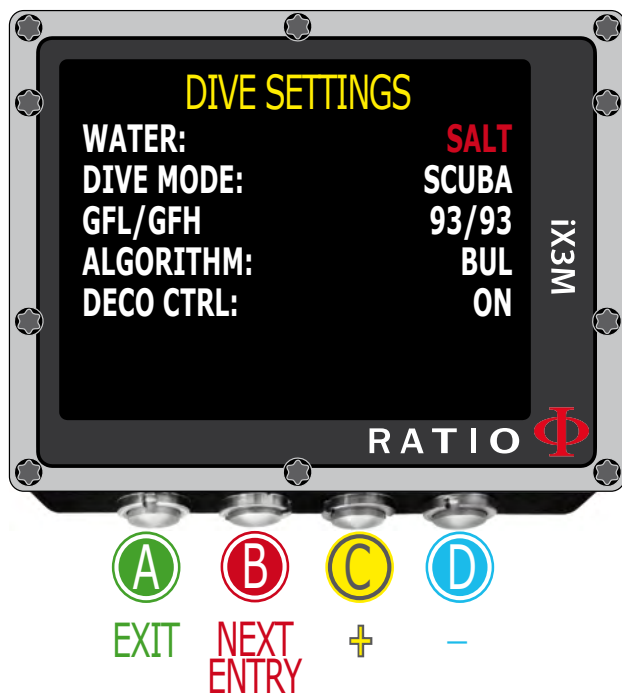 DIVE SETTINGS
WATER: SALT
DIVE MODE: SCUBA
GFL/GFH 93/93
ALGORITHM: BUL
DECO CTRL: ON
iX3M
RATIO
A B C D
EXIT NEXT ENTRY + -